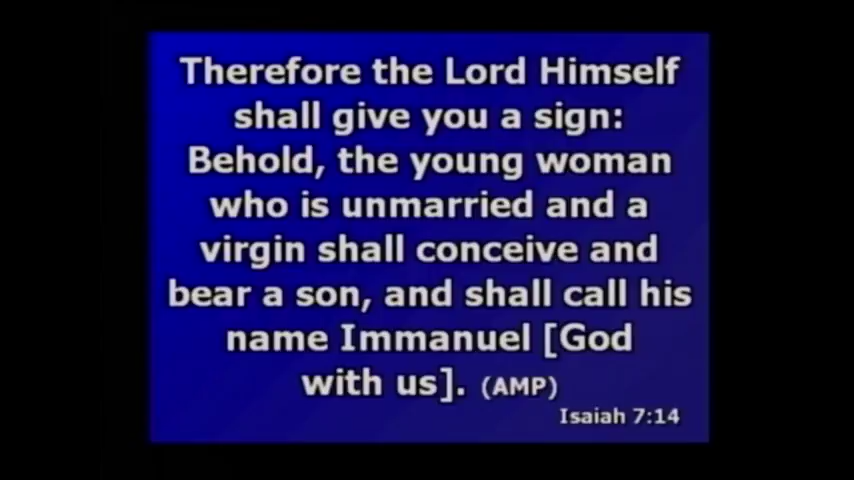 Therefore the Lord Himself
shall give you a sign:
Behold, the young woman
who is unmarried and a
virgin shall conceive and
bear a son, and shall call his
name Immanuel [God
with us]. (AMP)
Isaiah 7:14